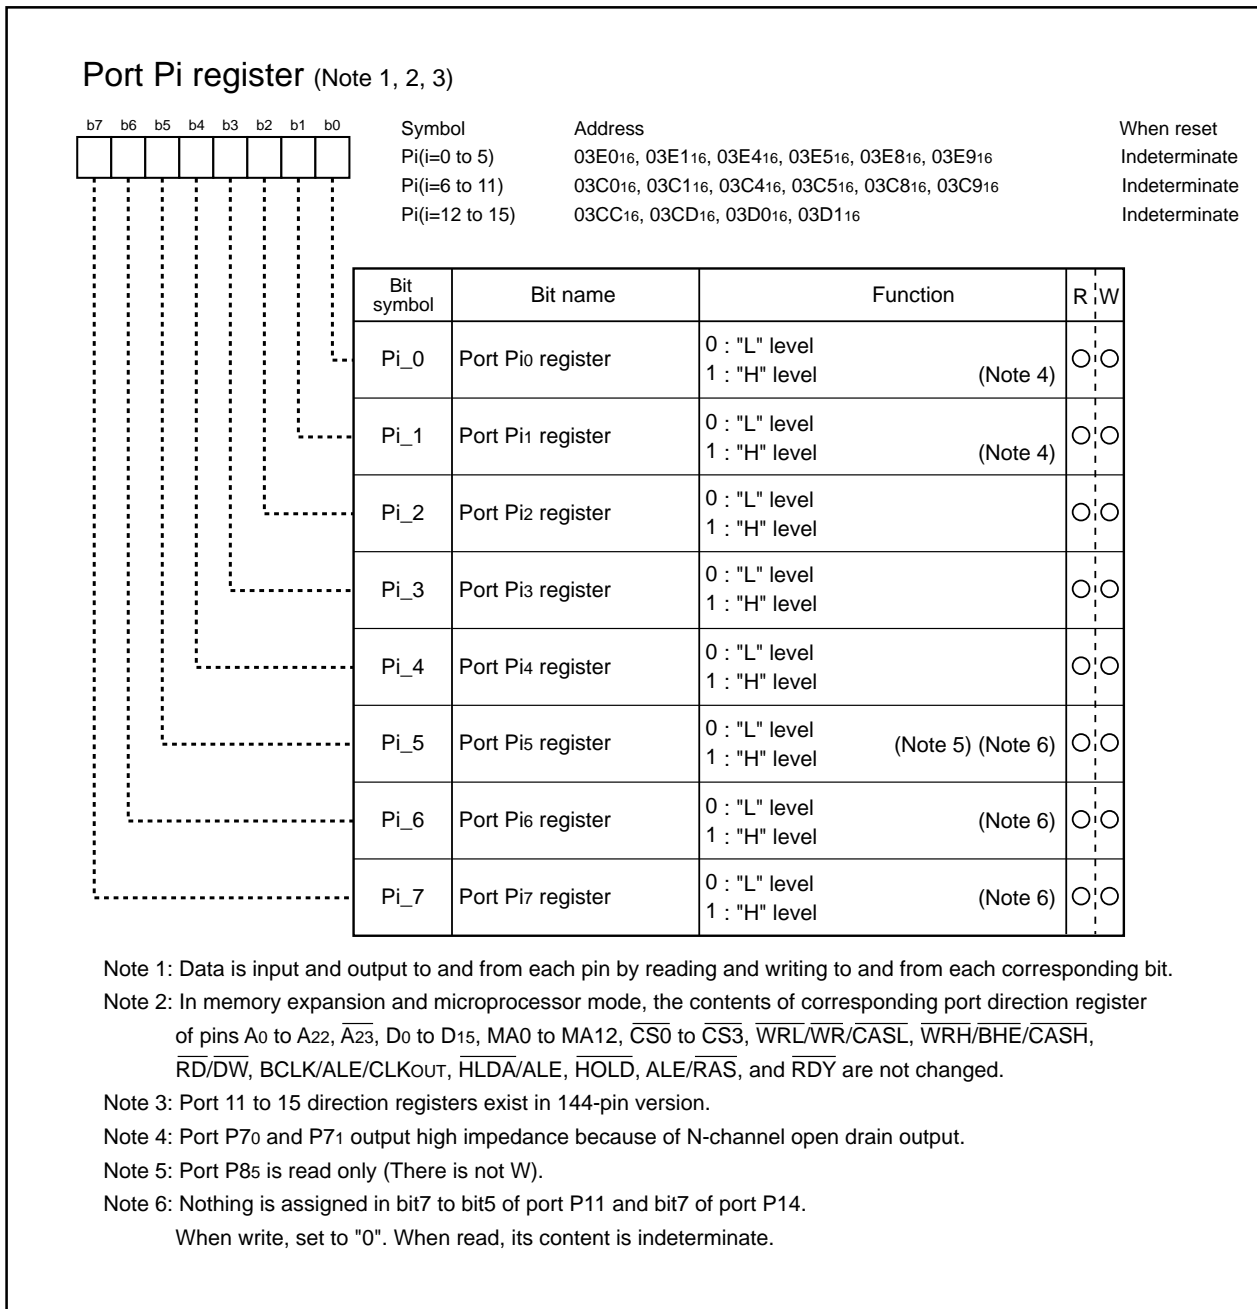 Port Pi register (Note 1, 2, 3)
b7 b6 b5 b4 b3 b2 b1 b0
Symbol Address When reset
Pi(i=0 to 5) 03E016, 03E116, 03E416, 03E516, 03E816, 03E916 Indeterminate
Pi(i=6 to 11) 03C016, 03C116, 03C416, 03C516, 03C816, 03C916 Indeterminate
Pi(i=12 to 15) 03CC16, 03CD16, 03D016, 03D116 Indeterminate
Bit symbol Bit name Function R W
Pi_0 Port Pi0 register 0 : "L" level
1 : "H" level (Note 4)
Pi_1 Port Pi1 register 0 : "L" level
1 : "H" level (Note 4)
Pi_2 Port Pi2 register 0 : "L" level
1 : "H" level
Pi_3 Port Pi3 register 0 : "L" level
1 : "H" level
Pi_4 Port Pi4 register 0 : "L" level
1 : "H" level
Pi_5 Port Pi5 register 0 : "L" level
1 : "H" level (Note 5) (Note 6)
Pi_6 Port Pi6 register 0 : "L" level
1 : "H" level (Note 6)
Pi_7 Port Pi7 register 0 : "L" level
1 : "H" level (Note 6)
Note 1: Data is input and output to and from each pin by reading and writing to and from each corresponding bit.
Note 2: In memory expansion and microprocessor mode, the contents of corresponding port direction register
of pins A0 to A22, A23, D0 to D15, MA0 to MA12, CS0 to CS3, WRL/WR/CASL, WRH/BHE/CASH,
RD/DW, BCLK/ALE/CLKOUT, HLDA/ALE, HOLD, ALE/RAS, and RDY are not changed.
Note 3: Port 11 to 15 direction registers exist in 144-pin version.
Note 4: Port P70 and P71 output high impedance because of N-channel open drain output.
Note 5: Port P85 is read only (There is not W).
Note 6: Nothing is assigned in bit7 to bit5 of port P11 and bit7 of port P14.
When write, set to "0". When read, its content is indeterminate.